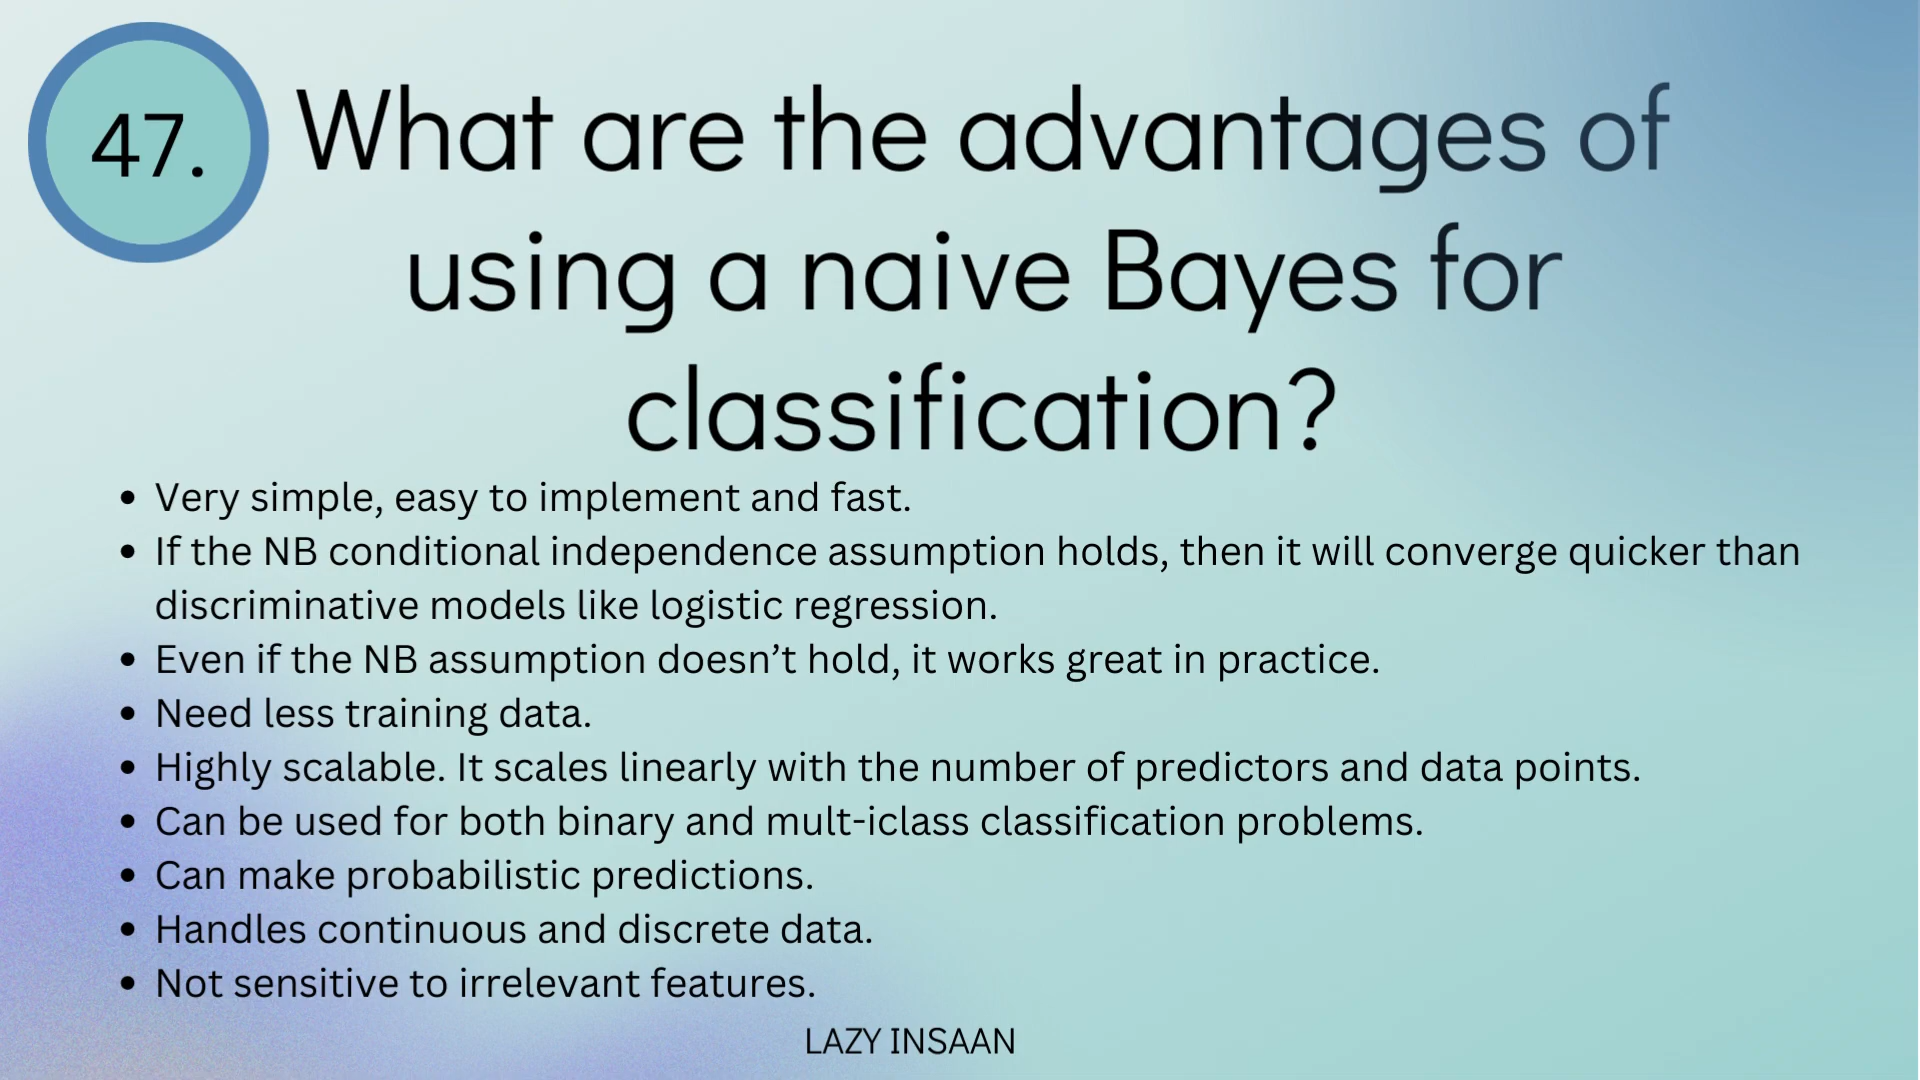 47.
What are the advantages of
using a naive Bayes for
classification?
• Very simple, easy to implement and fast.
• If the NB conditional independence assumption holds, then it will converge quicker than
discriminative models like logistic regression.
• Even if the NB assumption doesn’t hold, it works great in practice.
• Need less training data.
• Highly scalable. It scales linearly with the number of predictors and data points.
• Can be used for both binary and mult-iclass classification problems.
• Can make probabilistic predictions.
• Handles continuous and discrete data.
• Not sensitive to irrelevant features.
LAZY INSAAN